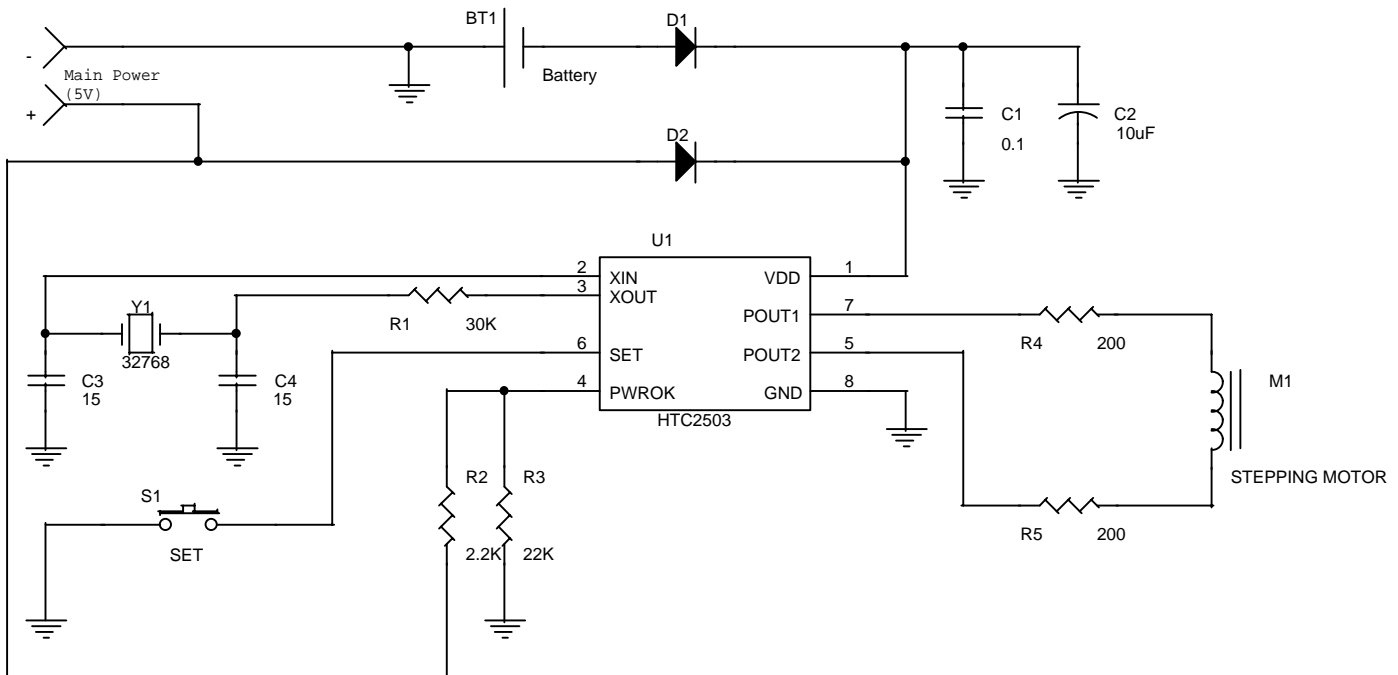 BT1
D1
-
Main Power
(5V)
Battery
+
C1
0.1
C2
10uF
D2
U1
2
XIN
VDD
1
3
XOUT
Y1
R1
30K
POUT1
7
R4
200
32768
6
SET
POUT2
5
C3
15
C4
15
4
PWROK
GND
8
M1
HTC2503
R2
R3
STEPPING MOTOR
S1
R5
200
SET
2.2K
22K